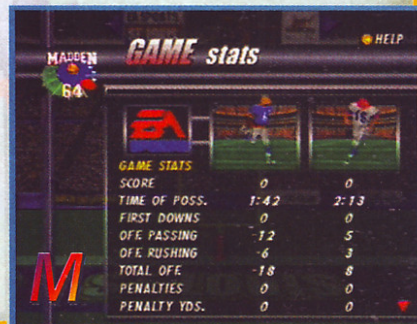 GAME stats
HELP
MADDEN
64
EA
GAME STATS
SCORE 0 0
TIME OF POSS. 1:42 2:13
FIRST DOWNS 0 0
OFF. PASSING -12 5
OFF. RUSHING -6 3
TOTAL OFF. -18 8
PENALTIES 0 0
PENALTY YDS. 0 0
M